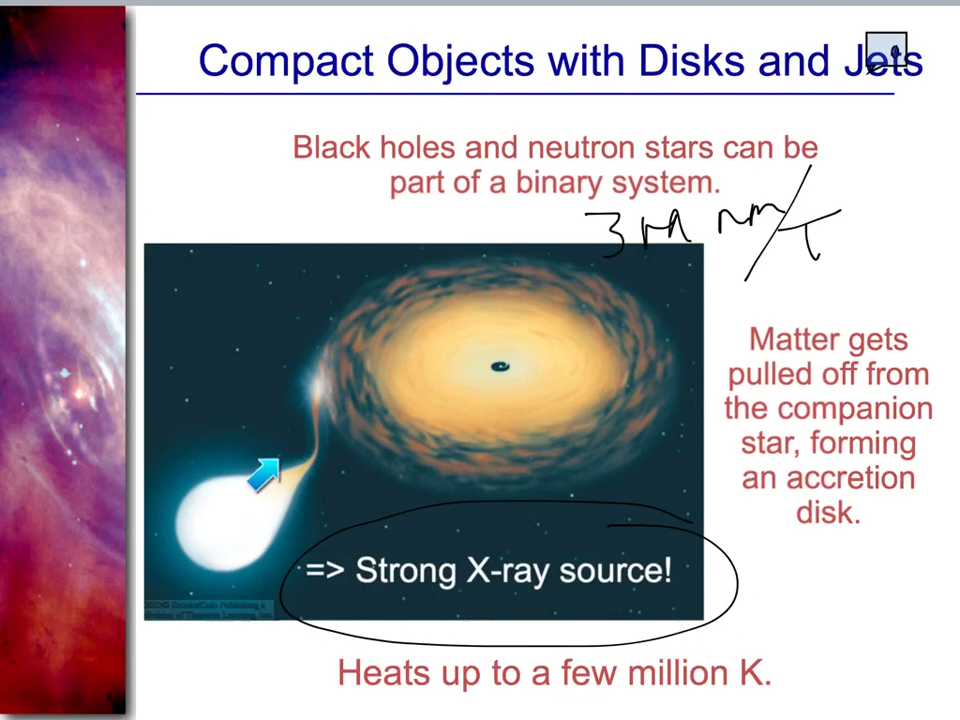 Compact Objects with Disks and Jets
Black holes and neutron stars can be
part of a binary system.
Matter gets
pulled off from
the companion
star, forming
an accretion
disk.
=> Strong X-ray source!
Heats up to a few million K.